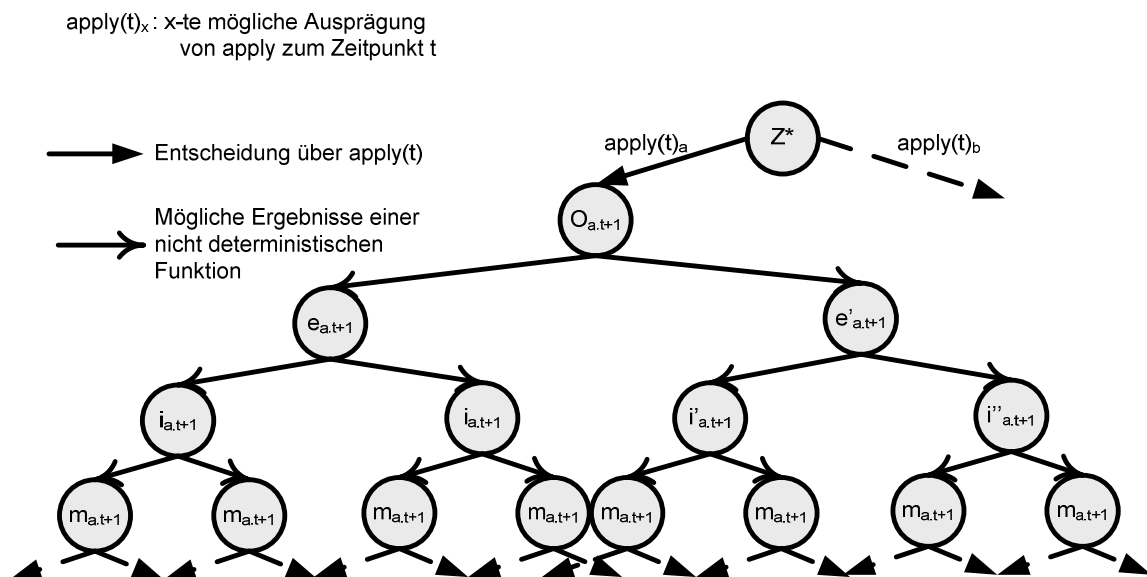 apply(t)x : x-te mögliche Ausprägung
von apply zum Zeitpunkt t
Entscheidung über apply(t)
Mögliche Ergebnisse einer
nicht deterministischen
Funktion
Z*
apply(t)a
apply(t)b
Oa.t+1
ea.t+1
e'a.t+1
ia.t+1
ia.t+1
i'a.t+1
i''a.t+1
ma.t+1
ma.t+1
ma.t+1
ma.t+1
ma.t+1
ma.t+1
ma.t+1
ma.t+1